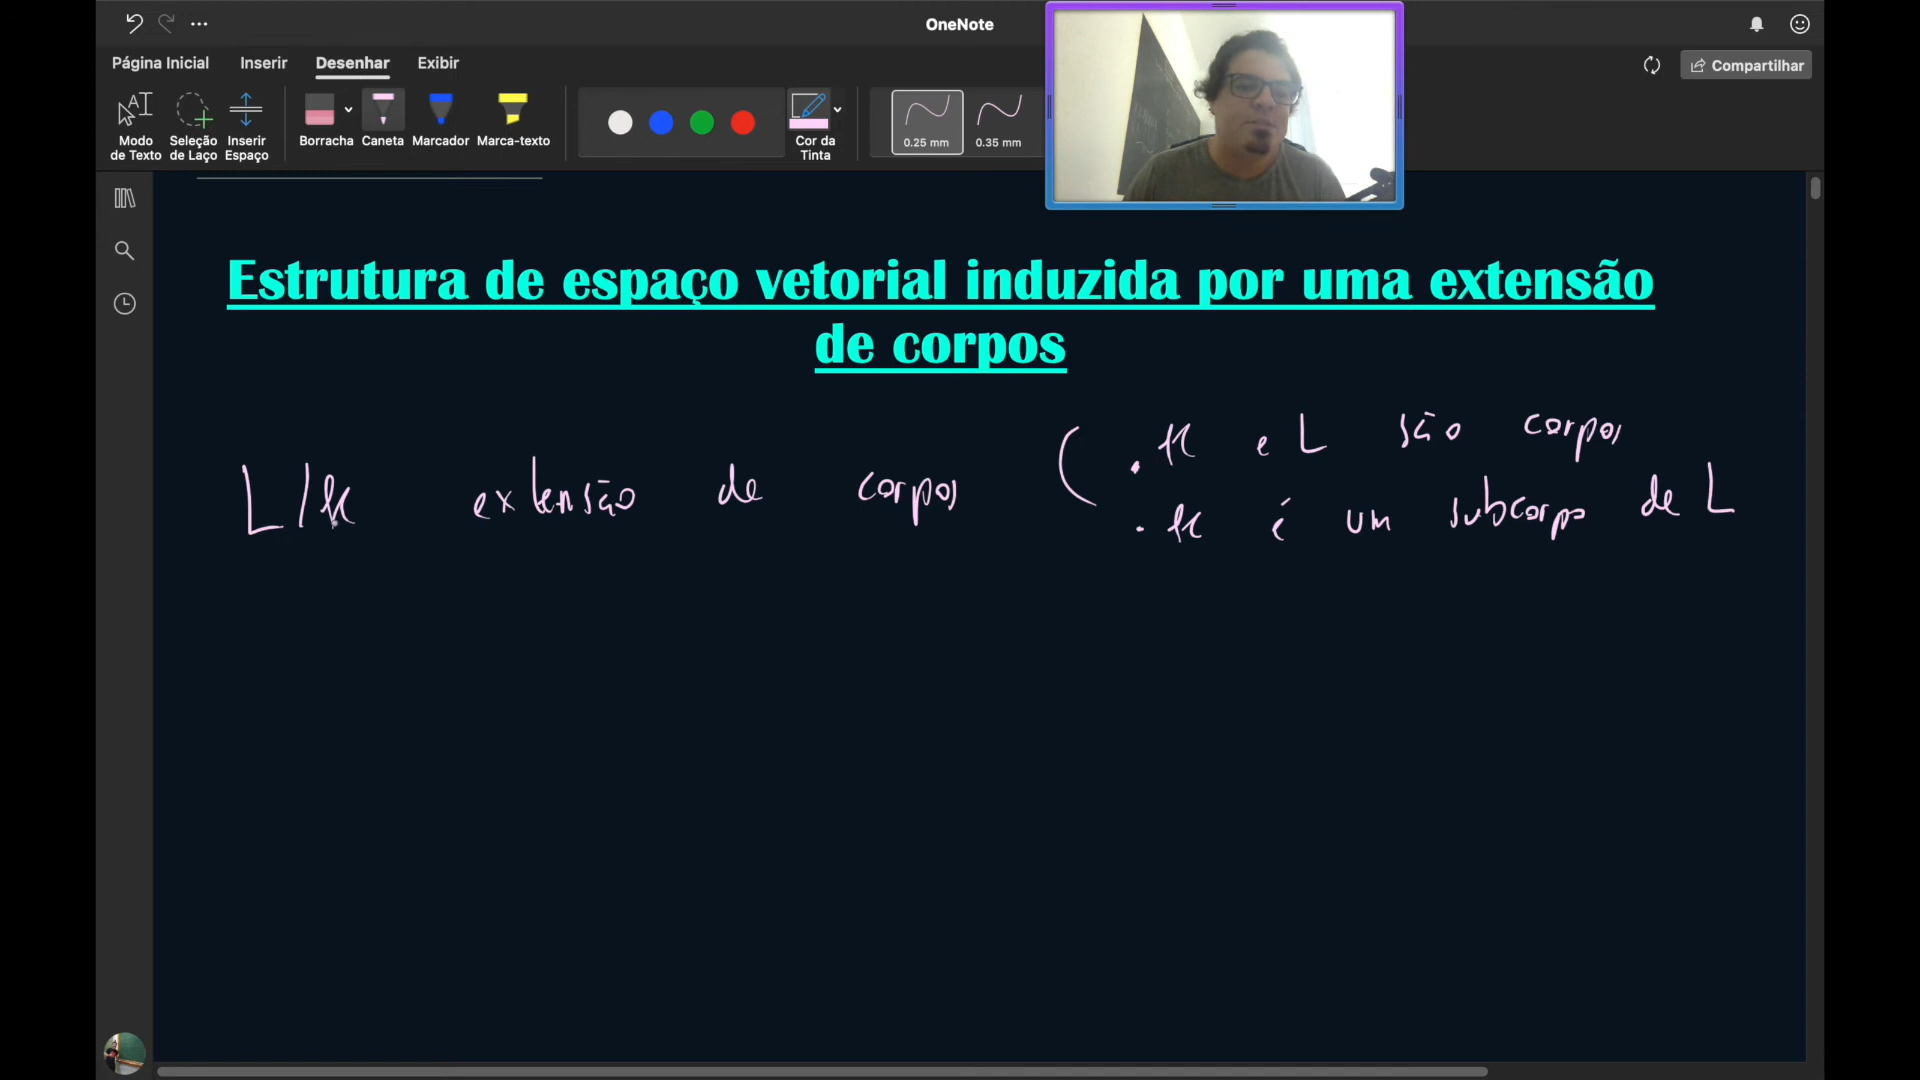 OneNote
Página Inicial Inserir Desenhar Exibir
Compartilhar
Modo de Texto
Seleção de Laço
Inserir Espaço
Borracha
Caneta
Marcador
Marca-texto
Cor da Tinta
0.25 mm
0.35 mm
Estrutura de espaço vetorial induzida por uma extensão
de corpos
L/K extensão de corpos
( . K e L são corpos
. K é um subcorpo de L